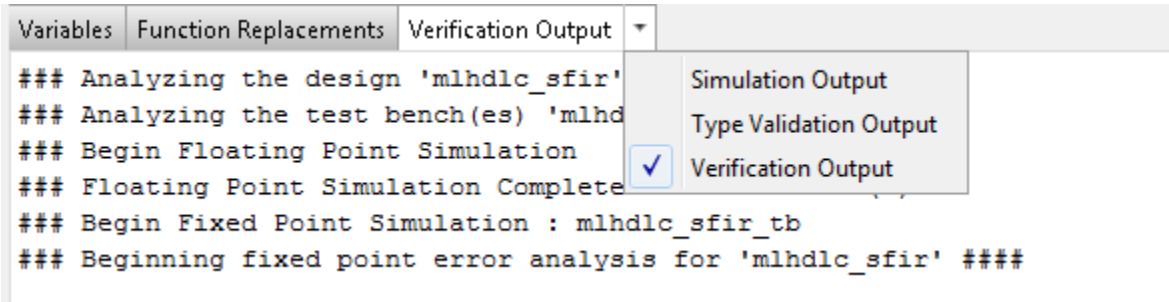 Variables Function Replacements Verification Output
### Analyzing the design 'mlhdlc_sfir'
Simulation Output
### Analyzing the test bench(es) 'mlhd
Type Validation Output
### Begin Floating Point Simulation
Verification Output
### Floating Point Simulation Complete
### Begin Fixed Point Simulation : mlhdlc_sfir_tb
### Beginning fixed point error analysis for 'mlhdlc_sfir' ####